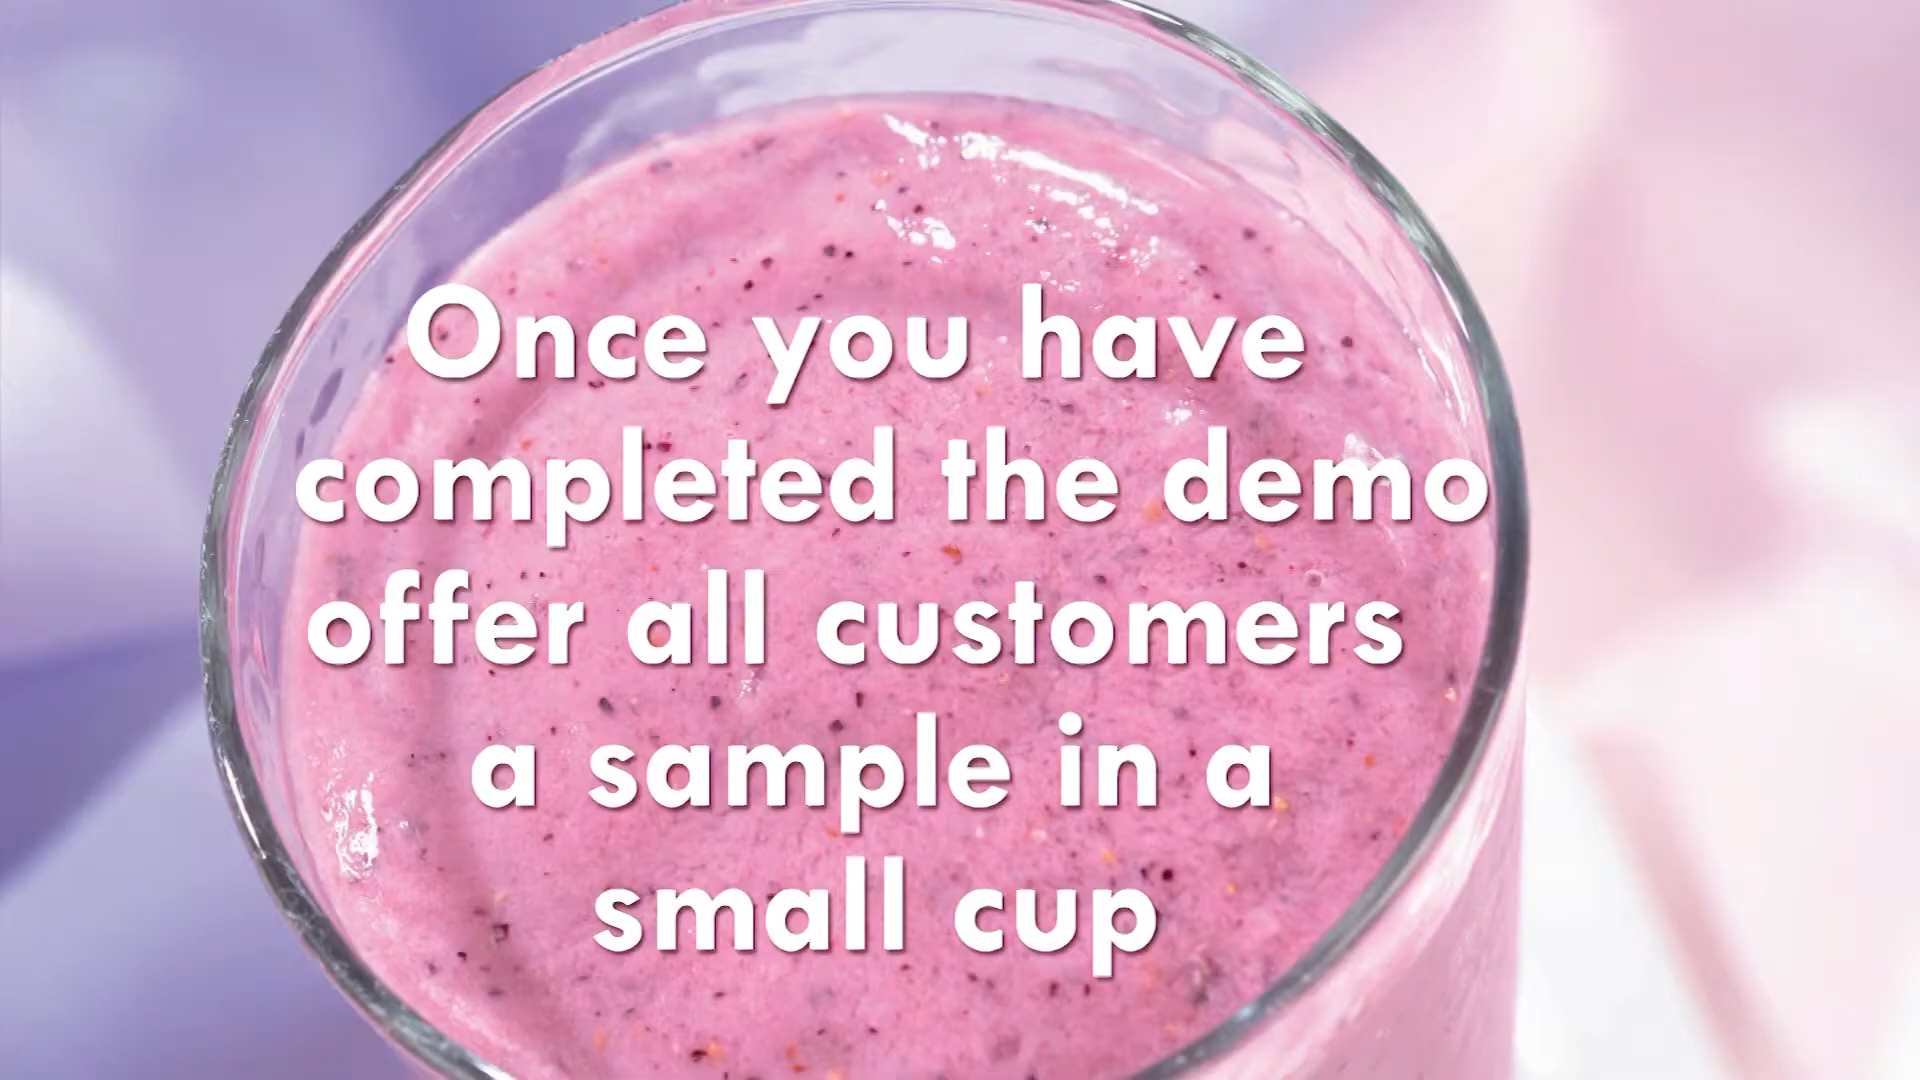 Once you have
completed the demo
offer all customers
a sample in a
small cup